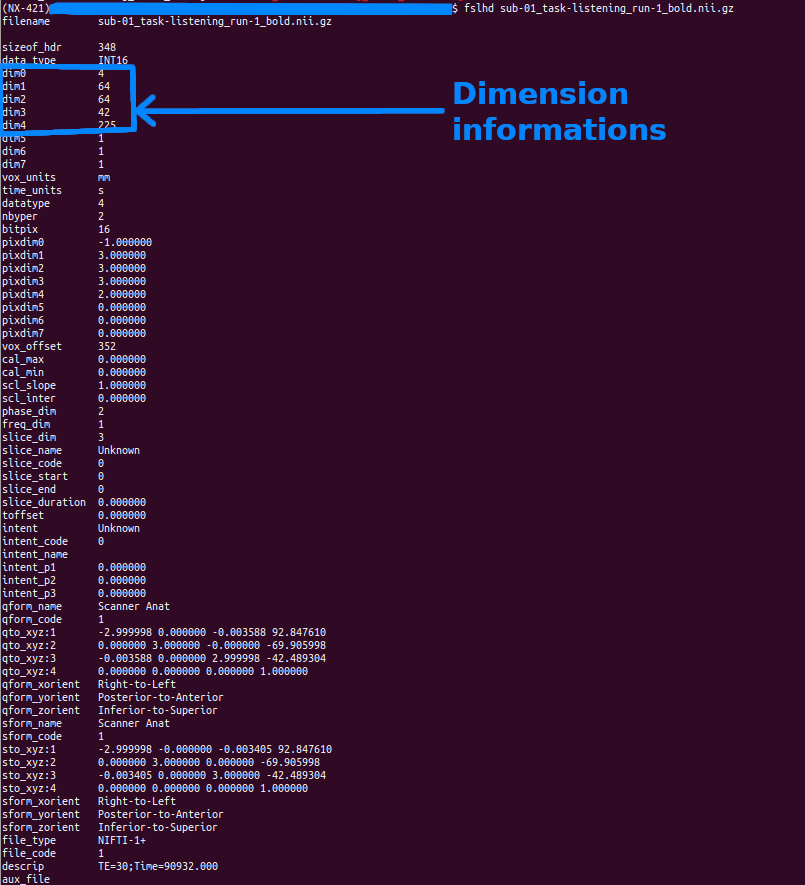 (NX-421) $ fslhd sub-01_task-listening_run-1_bold.nii.gz
filename sub-01_task-listening_run-1_bold.nii.gz
sizeof_hdr 348
data_type INT16
dim0 4
dim1 64
dim2 64
dim3 42
dim4 225
dim5 1
dim6 1
dim7 1
vox_units mm
time_units s
datatype 4
nbyper 2
bitpix 16
pixdim0 -1.000000
pixdim1 3.000000
pixdim2 3.000000
pixdim3 3.000000
pixdim4 2.000000
pixdim5 0.000000
pixdim6 0.000000
pixdim7 0.000000
vox_offset 352
cal_max 0.000000
cal_min 0.000000
scl_slope 1.000000
scl_inter 0.000000
phase_dim 2
freq_dim 1
slice_dim 3
slice_name Unknown
slice_code 0
slice_start 0
slice_end 0
slice_duration 0.000000
toffset 0.000000
intent Unknown
intent_code 0
intent_name
intent_p1 0.000000
intent_p2 0.000000
intent_p3 0.000000
qform_name Scanner Anat
qform_code 1
qto_xyz:1 -2.999998 0.000000 -0.003588 92.847610
qto_xyz:2 0.000000 3.000000 -0.000000 -69.905998
qto_xyz:3 -0.003588 0.000000 2.999998 -42.489304
qto_xyz:4 0.000000 0.000000 0.000000 1.000000
qform_xorient Right-to-Left
qform_yorient Posterior-to-Anterior
qform_zorient Inferior-to-Superior
sform_name Scanner Anat
sform_code 1
sto_xyz:1 -2.999998 -0.000000 -0.003405 92.847610
sto_xyz:2 0.000000 3.000000 0.000000 -69.905998
sto_xyz:3 -0.003405 0.000000 3.000000 -42.489304
sto_xyz:4 0.000000 0.000000 0.000000 1.000000
sform_xorient Right-to-Left
sform_yorient Posterior-to-Anterior
sform_zorient Inferior-to-Superior
file_type NIFTI-1+
file_code 1
descrip TE=30;Time=90932.000
aux_file
Dimension
informations